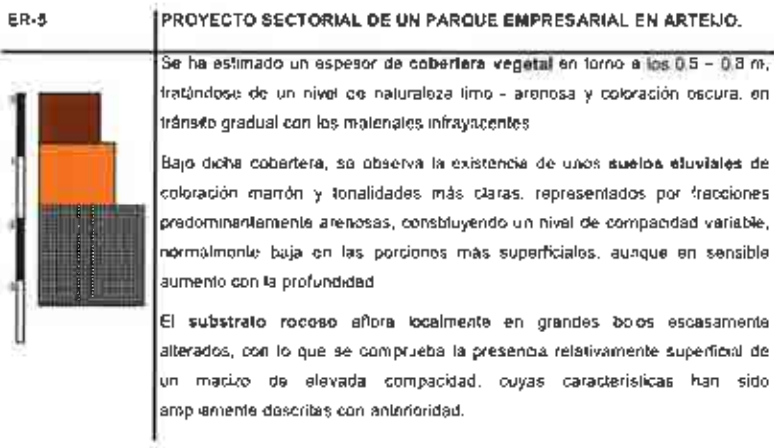 ER-5
PROYECTO SECTORIAL DE UN PARQUE EMPRESARIAL EN ARTEIJO.
Se ha estimado un espesor de cobertera vegetal en torno a los 0,5 – 0,8 m,
tratándose de un nivel de naturaleza limo - arenosa y coloración oscura, en
tránsito gradual con los materiales infrayacentes
Bajo dicha cobertera, se observa la existencia de unos suelos eluviales de
coloración marrón y tonalidades más claras, representados por fracciones
predominantemente arenosas, constituyendo un nivel de compacidad variable,
normalmente baja en las porciones más superficiales, aunque en sensible
aumento con la profundidad
El substrato rocoso aflora localmente en grandes bolos escasamente
alterados, con lo que se comprueba la presencia relativamente superficial de
un macizo de elevada compacidad, cuyas características han sido
ampliamente descritas con anterioridad.